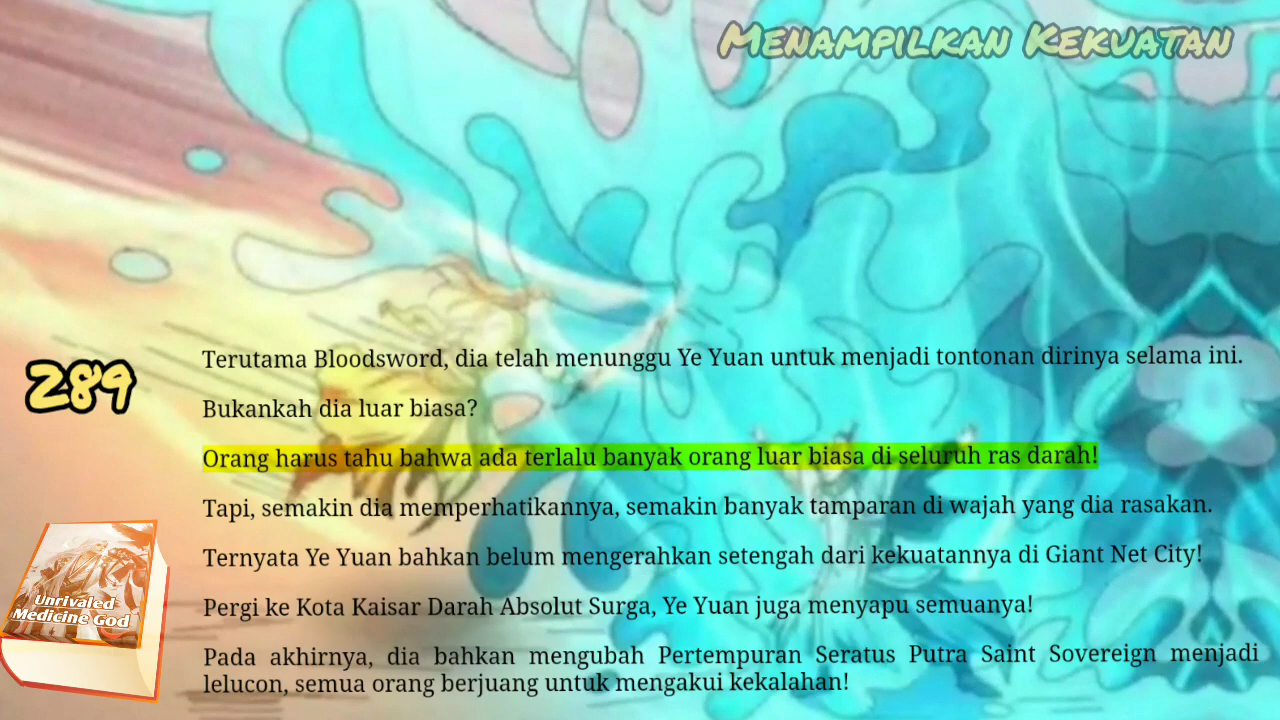 Menampilkan Kekuatan
289
Terutama Bloodsword, dia telah menunggu Ye Yuan untuk menjadi tontonan dirinya selama ini.
Bukankah dia luar biasa?
Orang harus tahu bahwa ada terlalu banyak orang luar biasa di seluruh ras darah!
Tapi, semakin dia memperhatikannya, semakin banyak tamparan di wajah yang dia rasakan.
Ternyata Ye Yuan bahkan belum mengerahkan setengah dari kekuatannya di Giant Net City!
Pergi ke Kota Kaisar Darah Absolut Surga, Ye Yuan juga menyapu semuanya!
Pada akhirnya, dia bahkan mengubah Pertempuran Seratus Putra Saint Sovereign menjadi
lelucon, semua orang berjuang untuk mengakui kekalahan!
Unrivaled
Medicine God